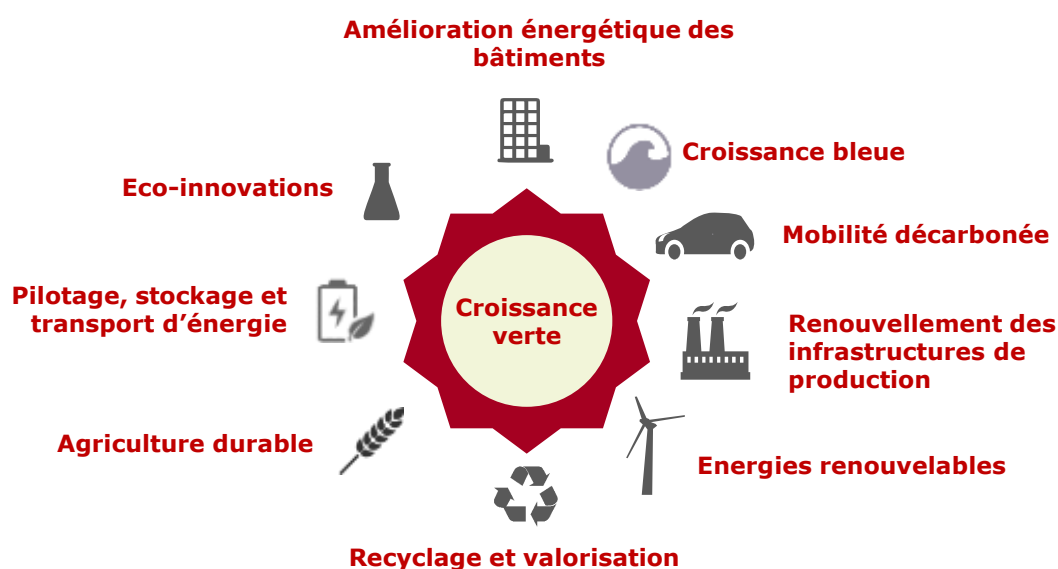 Amélioration énergétique des
bâtiments
Croissance bleue
Eco-innovations
Mobilité décarbonée
Pilotage, stockage et
transport d’énergie
Croissance
verte
Renouvellement des
infrastructures de
production
Agriculture durable
Energies renouvelables
Recyclage et valorisation